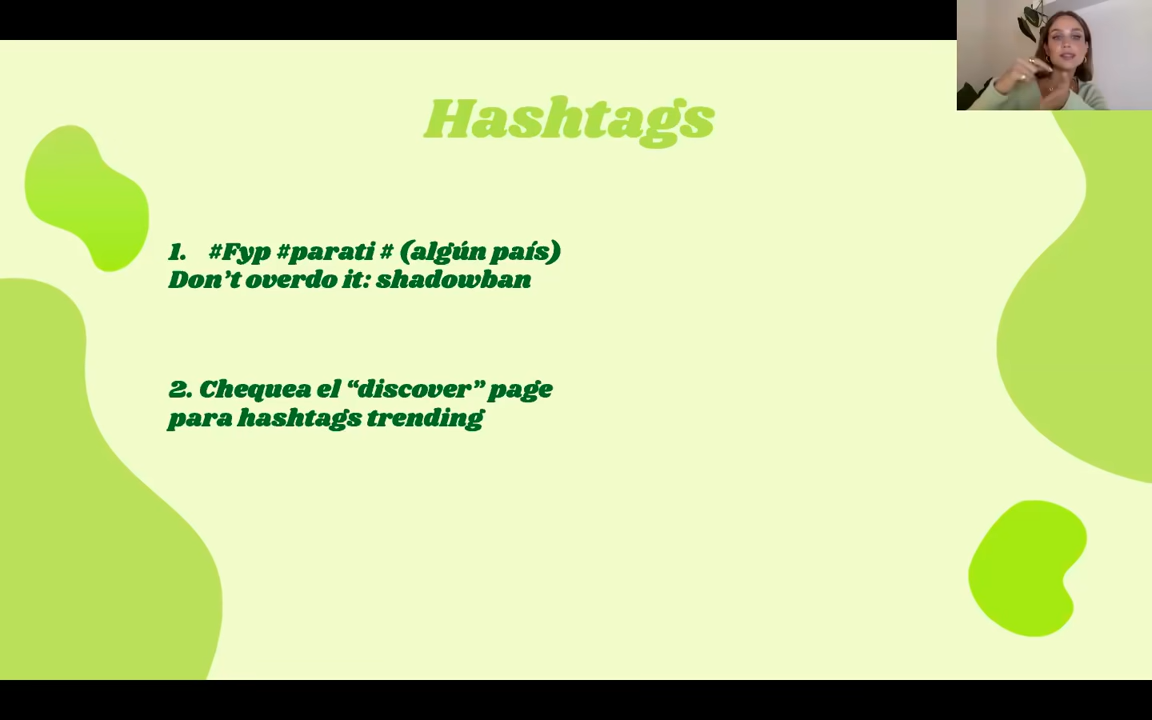 Hashtags
1. #Fyp #parati # (algún país)
Don’t overdo it: shadowban
2. Chequea el “discover” page
para hashtags trending